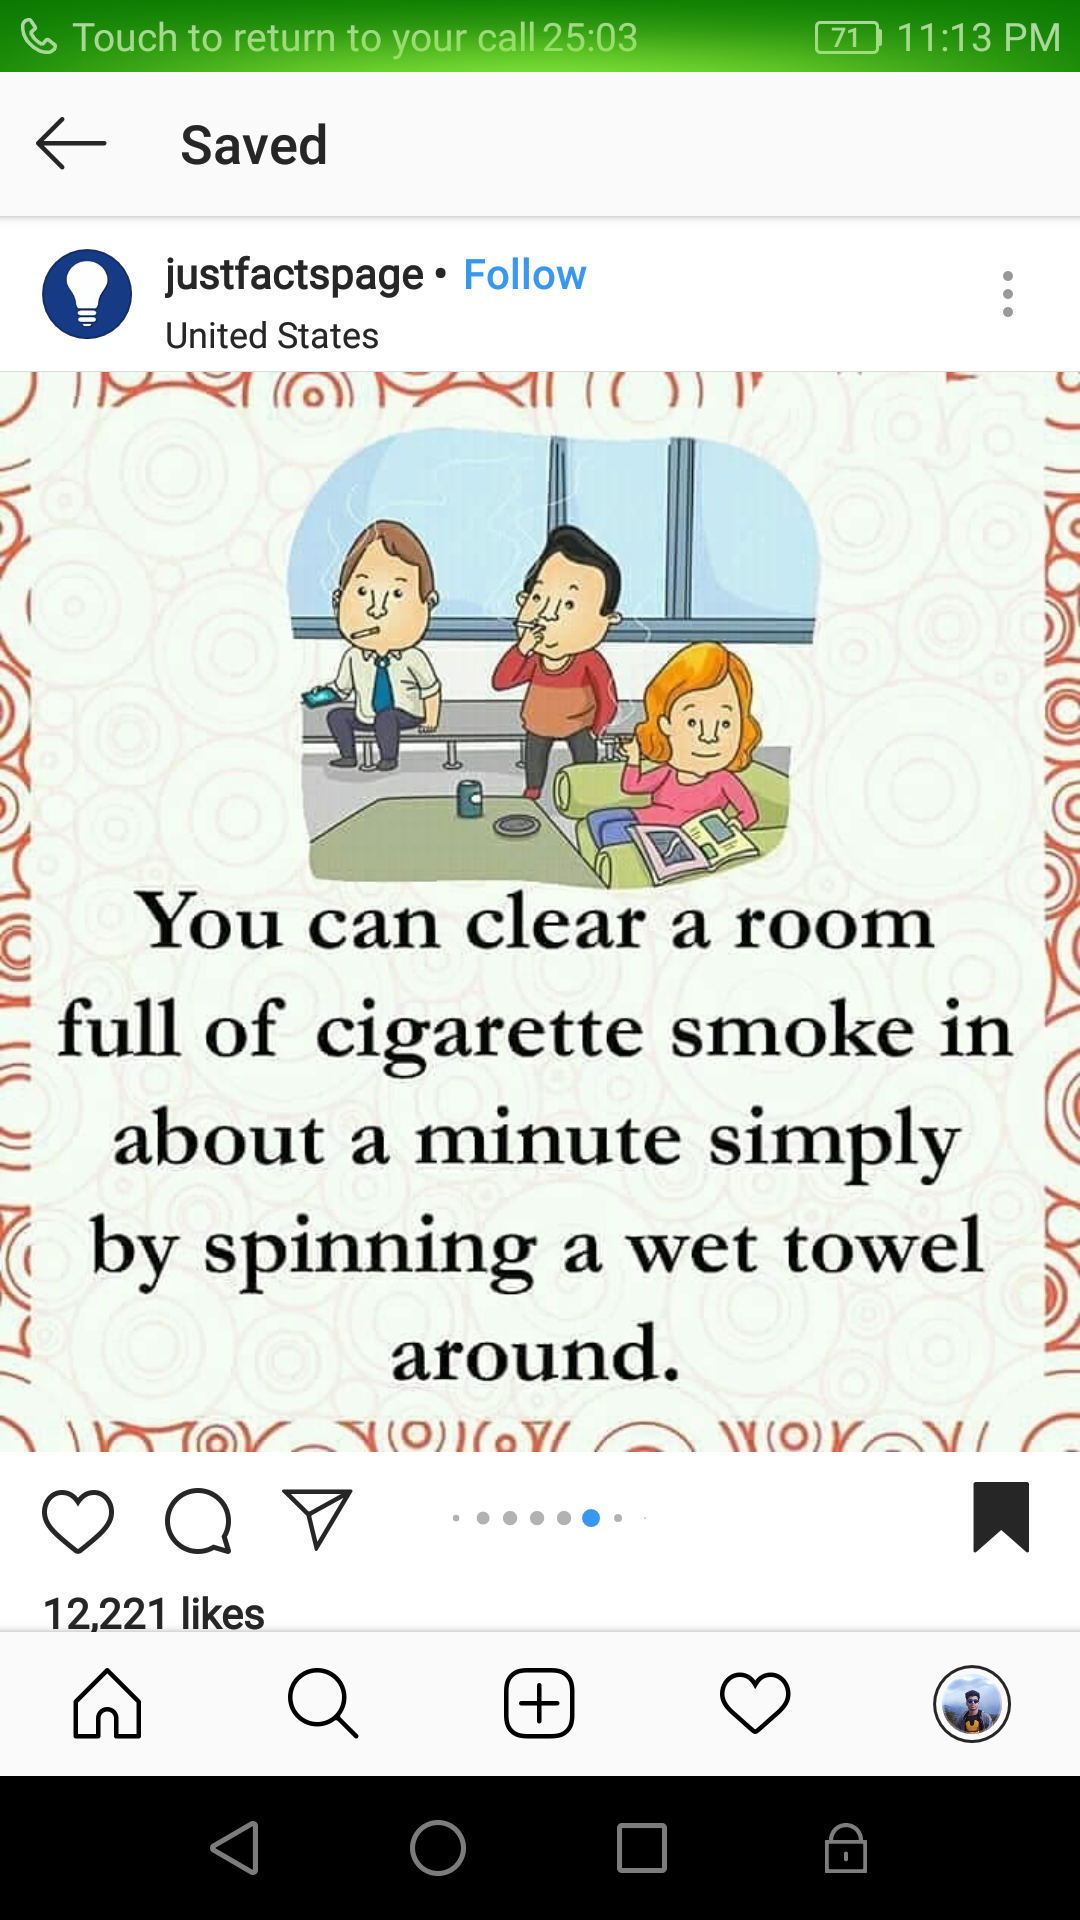 Touch to return to your call 25:03 71 11:13 PM
Saved
justfactspage • Follow
United States
You can clear a room
full of cigarette smoke in
about a minute simply
by spinning a wet towel
around.
12,221 likes